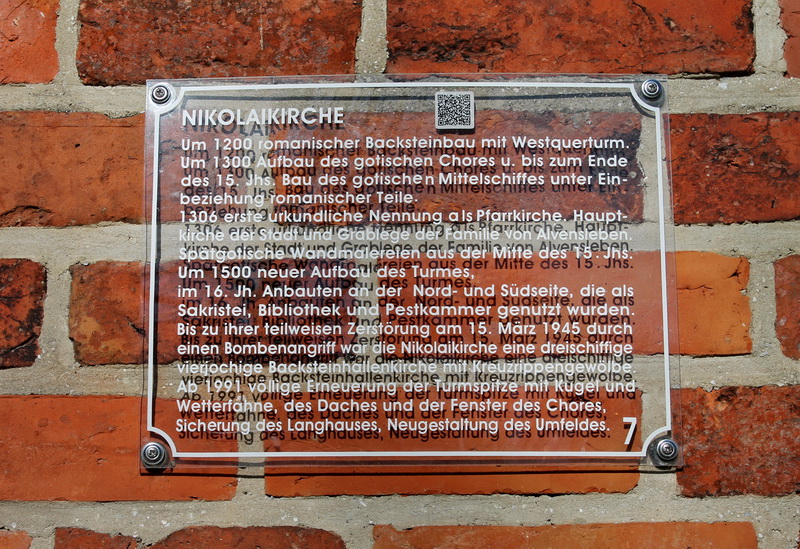 NIKOLAIKIRCHE
Um 1200 romanischer Backsteinbau mit Westquerturm.
Um 1300 Aufbau des gotischen Chores u. bis zum Ende
des 15. Jhs. Bau des gotischen Mittelschiffes unter Ein-
beziehung romanischer Teile.
1306 erste urkundliche Nennung als Pfarrkirche. Haupt-
kirche der Stadt und Grablege der Familie von Alvensleben.
Spätgotische Wandmalereien aus der Mitte des 15. Jhs.
Um 1500 neuer Aufbau des Turmes,
im 16. Jh. Anbauten an der Nord- und Südseite, die als
Sakristei, Bibliothek und Pestkammer genutzt wurden.
Bis zu ihrer teilweisen Zerstörung am 15. März 1945 durch
einen Bombenangriff war die Nikolaikirche eine dreischiffige
vierjochige Backsteinhallenkirche mit Kreuzrippengewölbe.
Ab 1991 völlige Erneuerung der Turmspitze mit Kugel und
Wetterfahne, des Daches und der Fenster des Chores,
Sicherung des Langhauses, Neugestaltung des Umfeldes.
7